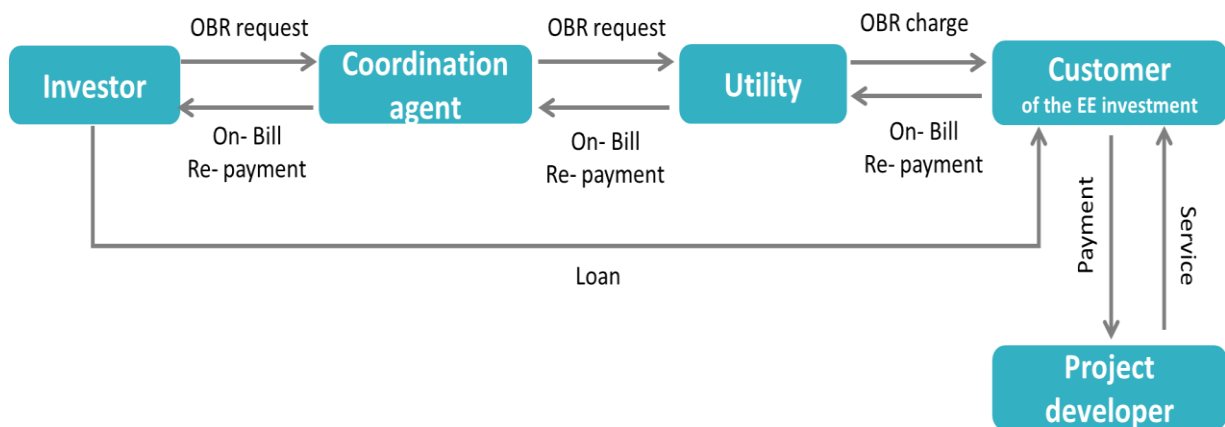 OBR request
OBR request
OBR charge
Investor
Coordination
agent
Utility
Customer
of the EE investment
On- Bill
Re- payment
On- Bill
Re- payment
On- Bill
Re- payment
Loan
Payment
Service
Project
developer